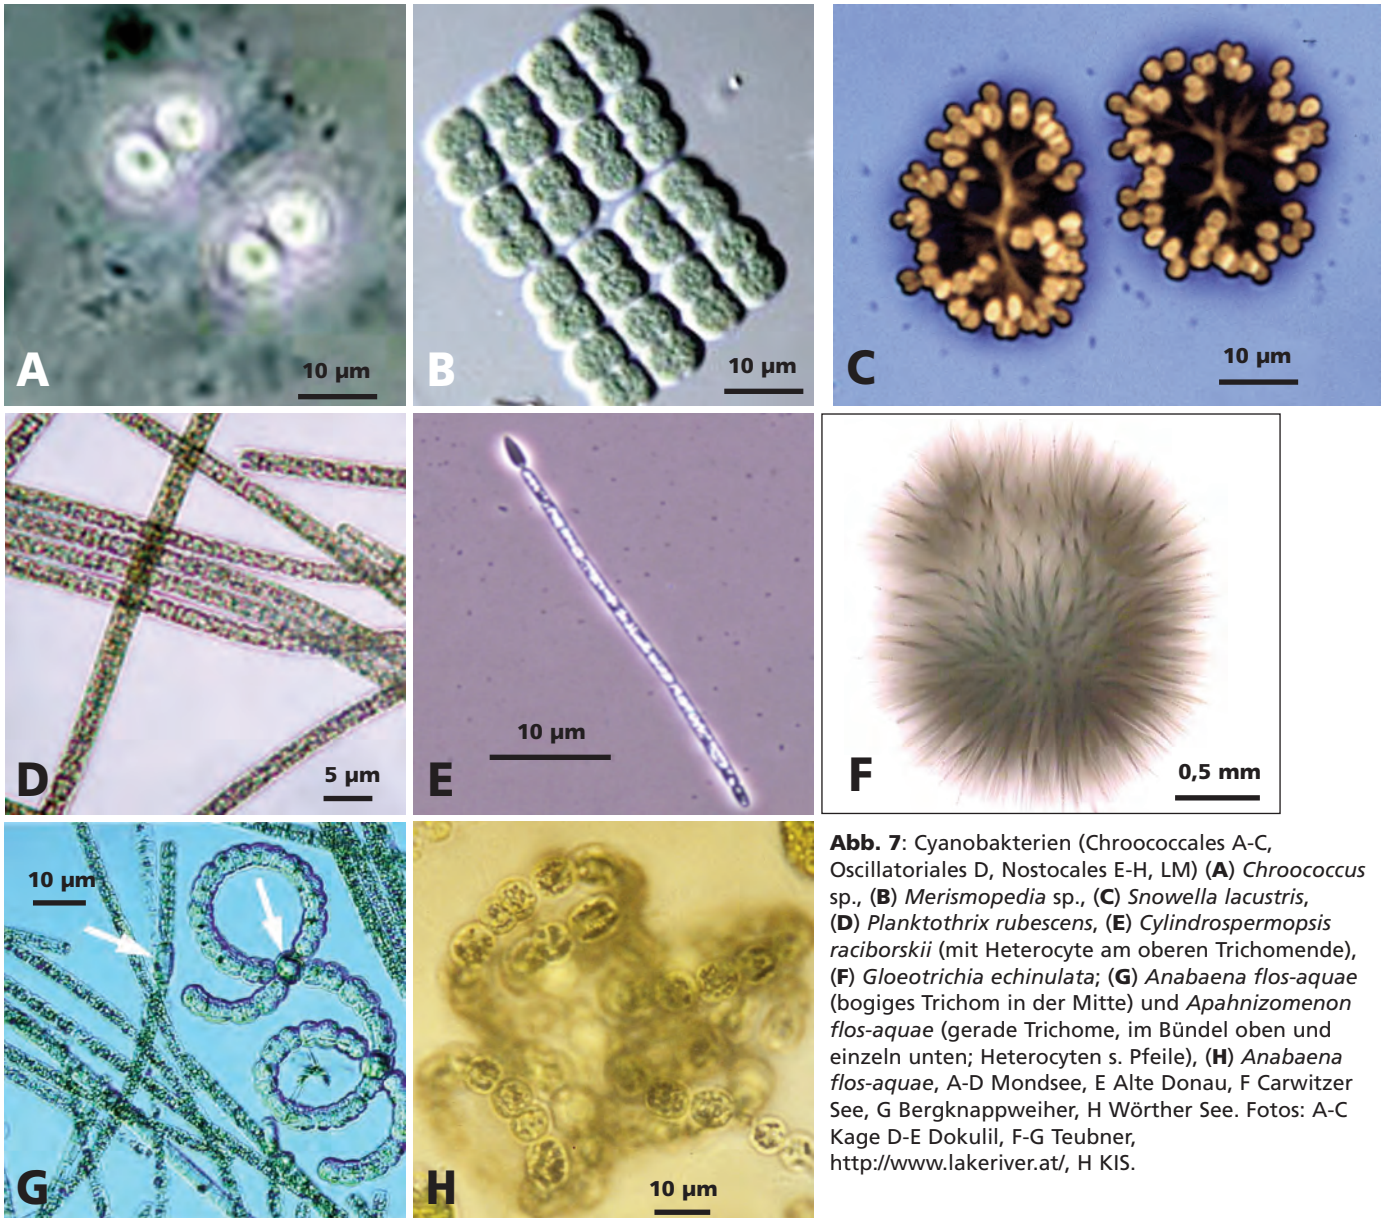 A
10 µm
B
10 µm
C
10 µm
D
5 µm
E
10 µm
F
0,5 mm
10 µm
G
H
10 µm
Abb. 7: Cyanobakterien (Chroococcales A-C,
Oscillatoriales D, Nostocales E-H, LM) (A) Chroococcus
sp., (B) Merismopedia sp., (C) Snowella lacustris,
(D) Planktothrix rubescens, (E) Cylindrospermopsis
raciborskii (mit Heterocyte am oberen Trichomende),
(F) Gloeotrichia echinulata; (G) Anabaena flos-aquae
(bogiges Trichom in der Mitte) und Apahnizomenon
flos-aquae (gerade Trichome, im Bündel oben und
einzeln unten; Heterocyten s. Pfeile), (H) Anabaena
flos-aquae, A-D Mondsee, E Alte Donau, F Carwitzer
See, G Bergknappweiher, H Wörther See. Fotos: A-C
Kage D-E Dokulil, F-G Teubner,
http://www.lakeriver.at/, H KIS.